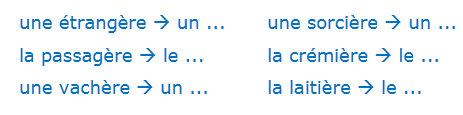 une étrangère → un ... une sorcière → un ...
la passagère → le ... la crémière → le ...
une vachère → un ... la laitière → le ...